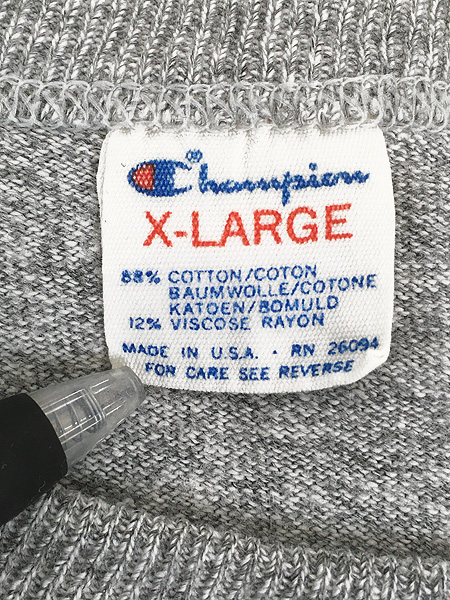 Champion®
X-LARGE
88% COTTON/COTON
BAUMWOLLE/COTONE
KATOEN/BOMULD
12% VISCOSE RAYON
MADE IN U.S.A. · RN 26094
FOR CARE SEE REVERSE